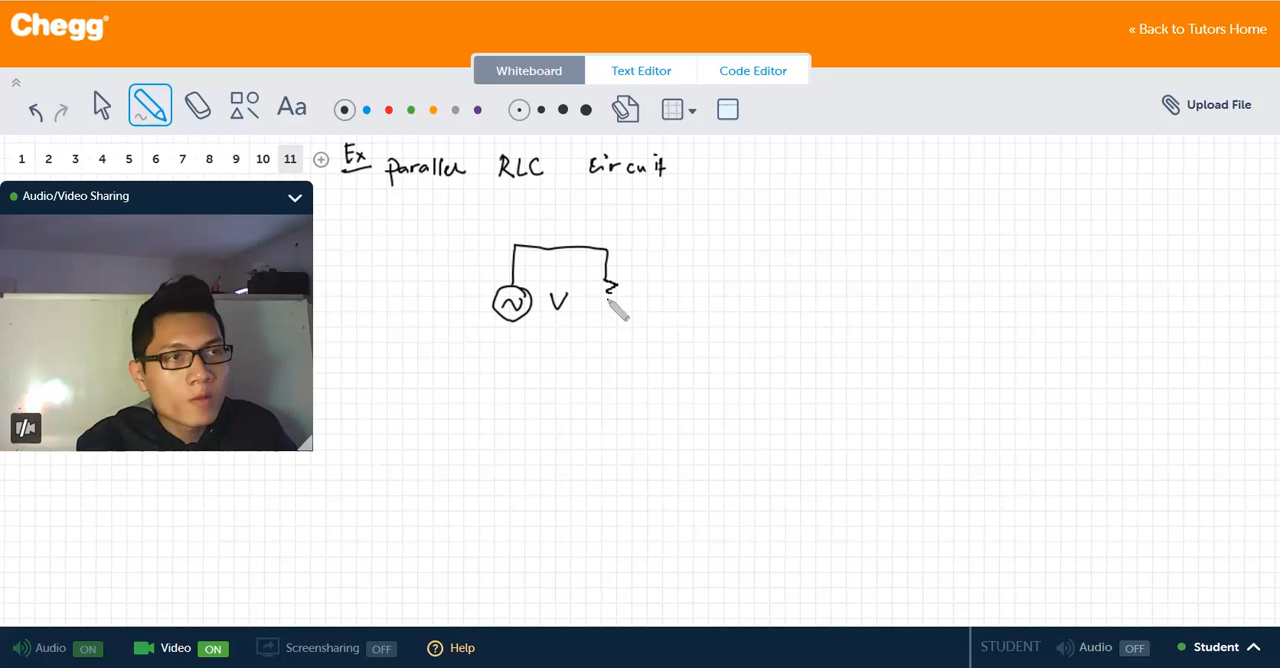 Chegg®
« Back to Tutors Home
Whiteboard Text Editor Code Editor
Aa
Upload File
1 2 3 4 5 6 7 8 9 10 11
Ex parallel RLC circuit
Audio/Video Sharing
V
Audio ON Video ON Screensharing OFF ? Help STUDENT Audio OFF Student